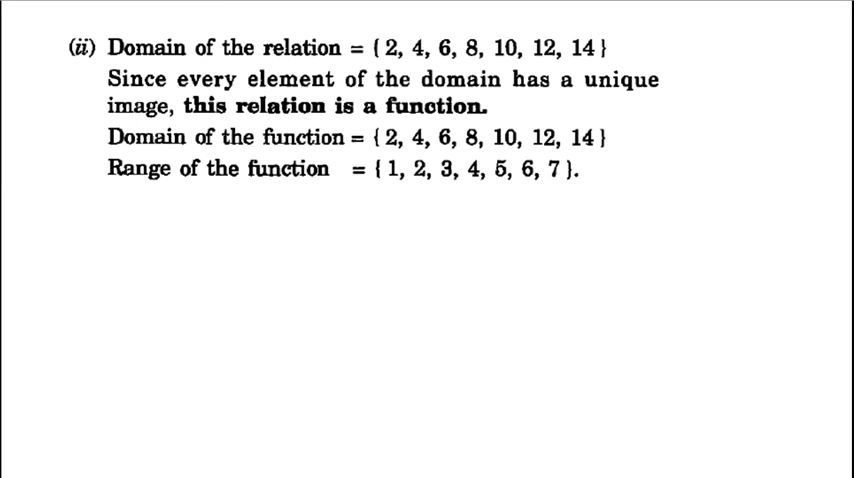 (ii) Domain of the relation = { 2, 4, 6, 8, 10, 12, 14 }
Since every element of the domain has a unique
image, this relation is a function.
Domain of the function = { 2, 4, 6, 8, 10, 12, 14 }
Range of the function = { 1, 2, 3, 4, 5, 6, 7 }.